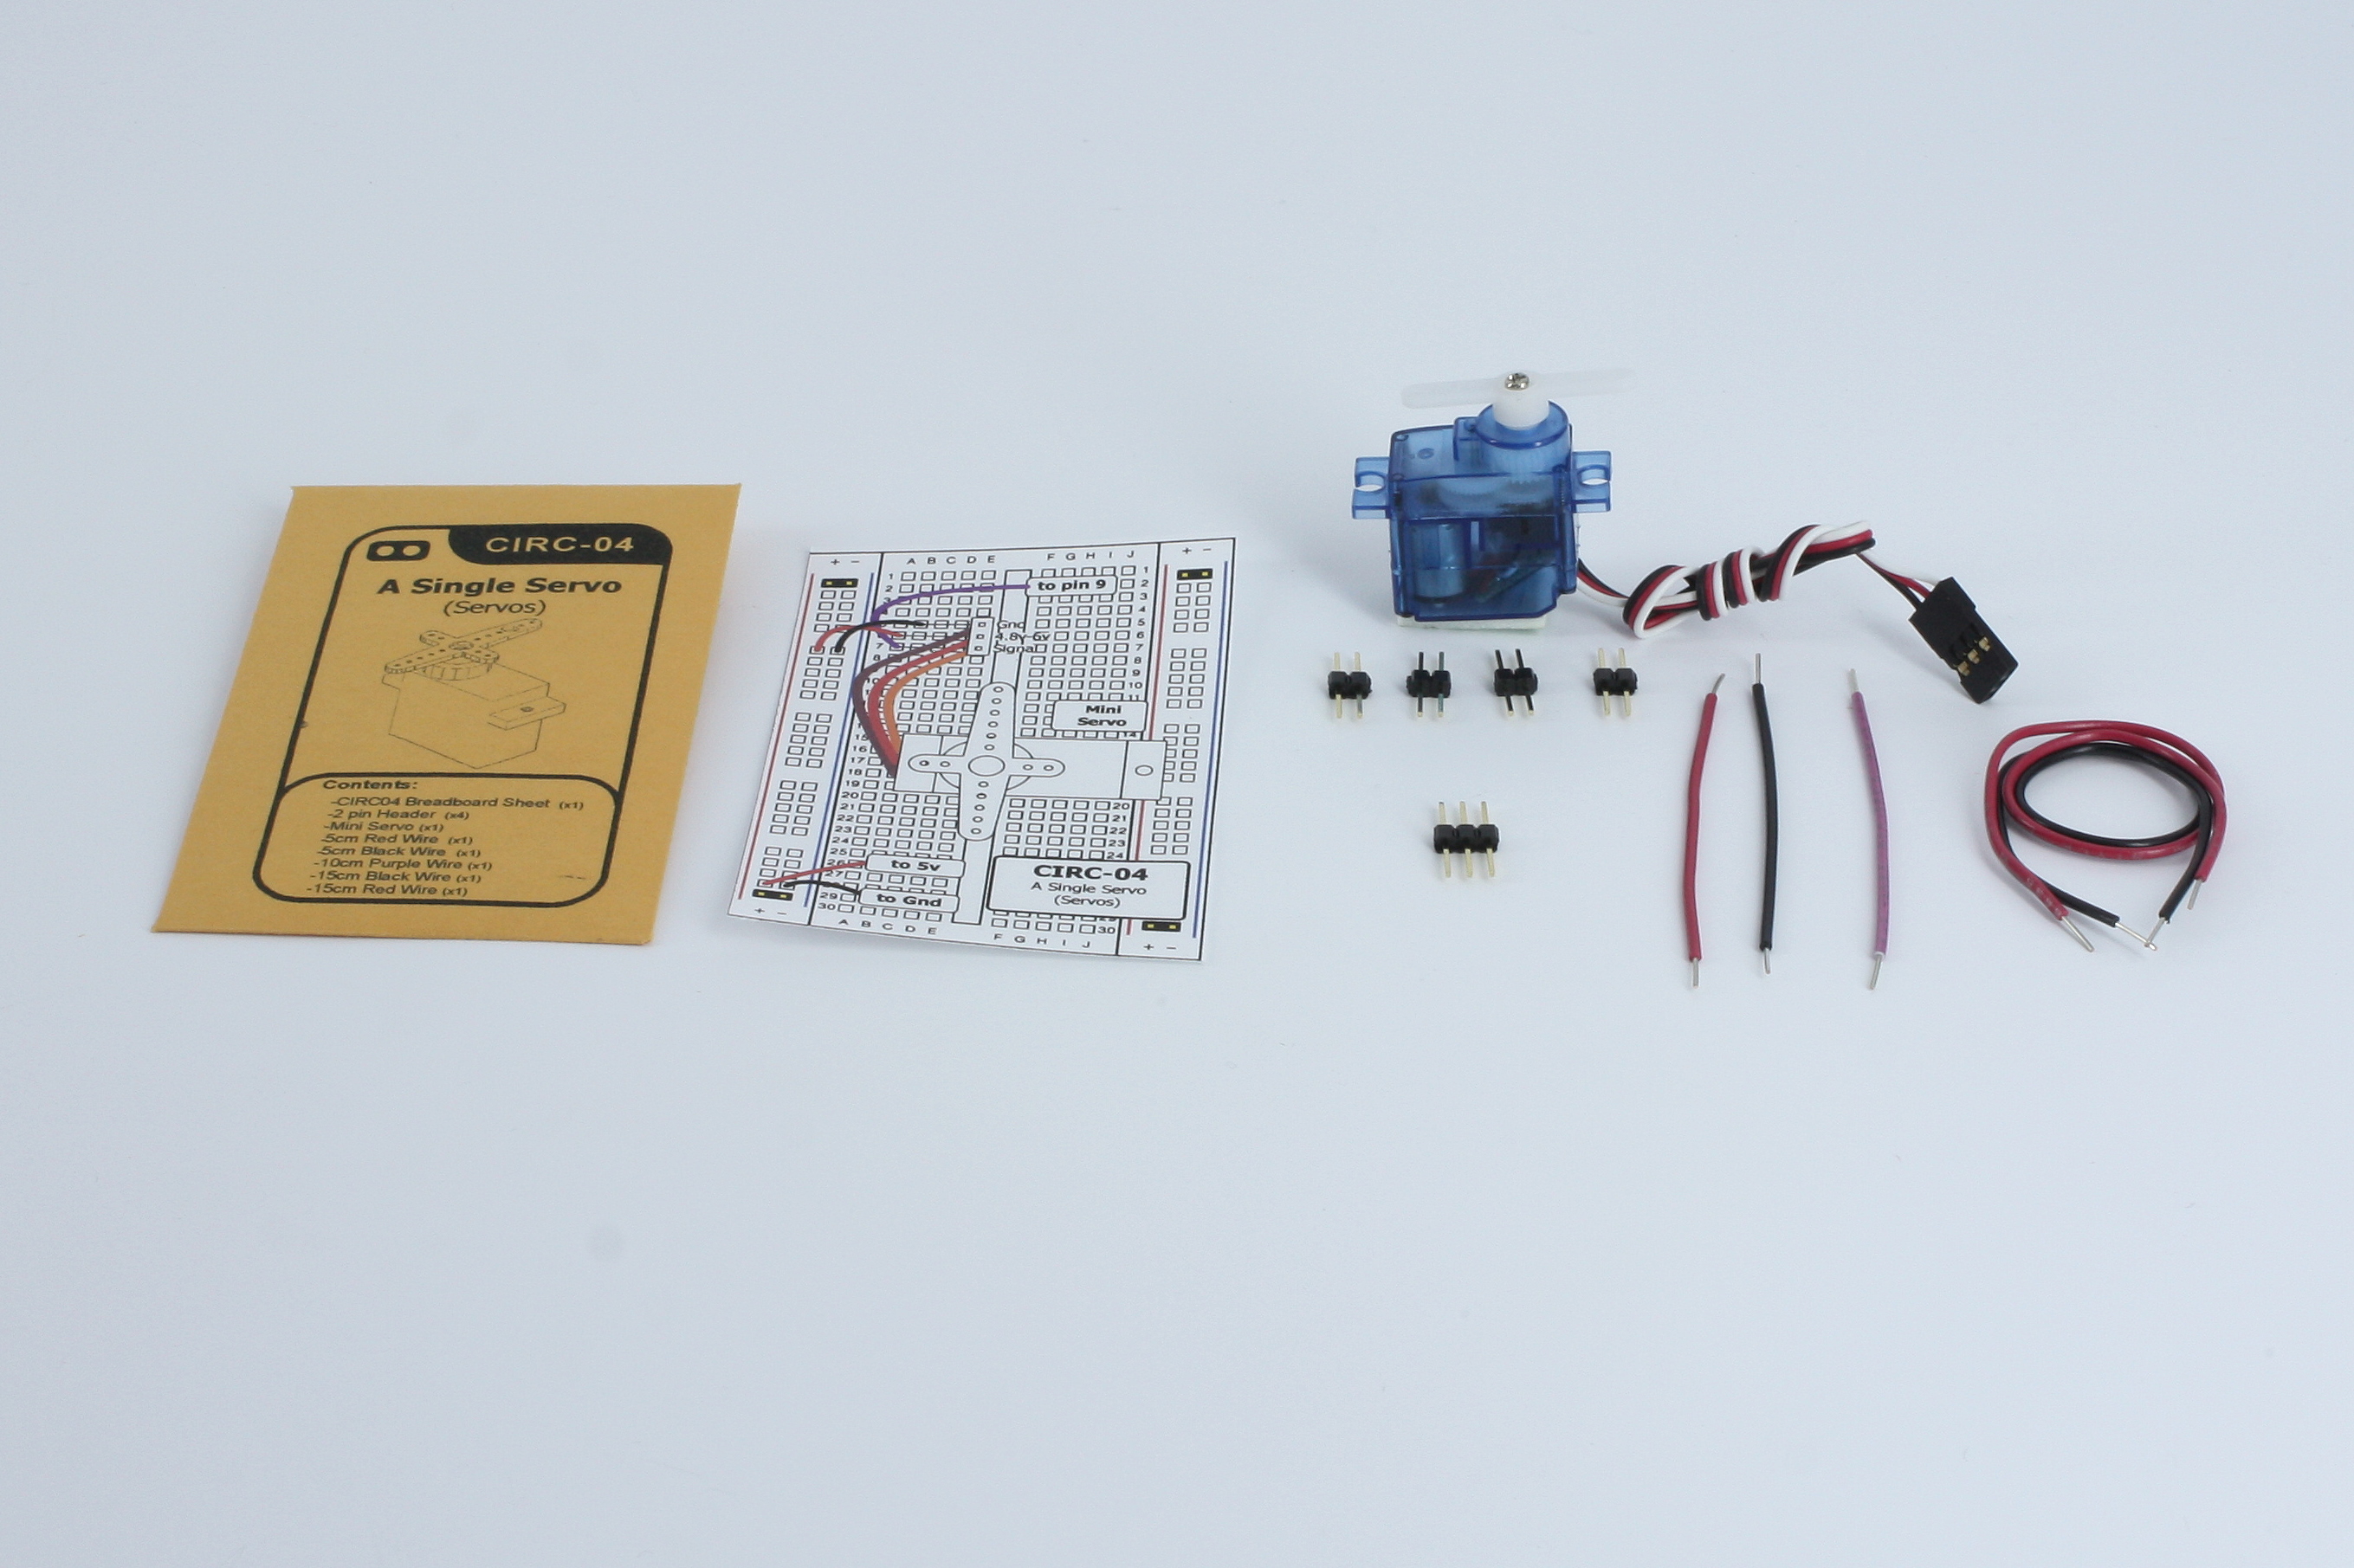 CIRC-04
A Single Servo
(Servos)
Contents:
-CIRC04 Breadboard Sheet (x1)
-2 pin Header (x4)
-Mini Servo (x1)
-5cm Red Wire (x1)
-5cm Black Wire (x1)
-10cm Purple Wire (x1)
-15cm Black Wire (x1)
-15cm Red Wire (x1)
+ - A B C D E F G H I J + -
to pin 9
Gnd
4.8v-6v
Signal
Mini
Servo
to 5v
to Gnd
CIRC-04
A Single Servo
(Servos)
+ - A B C D E F G H I J + -